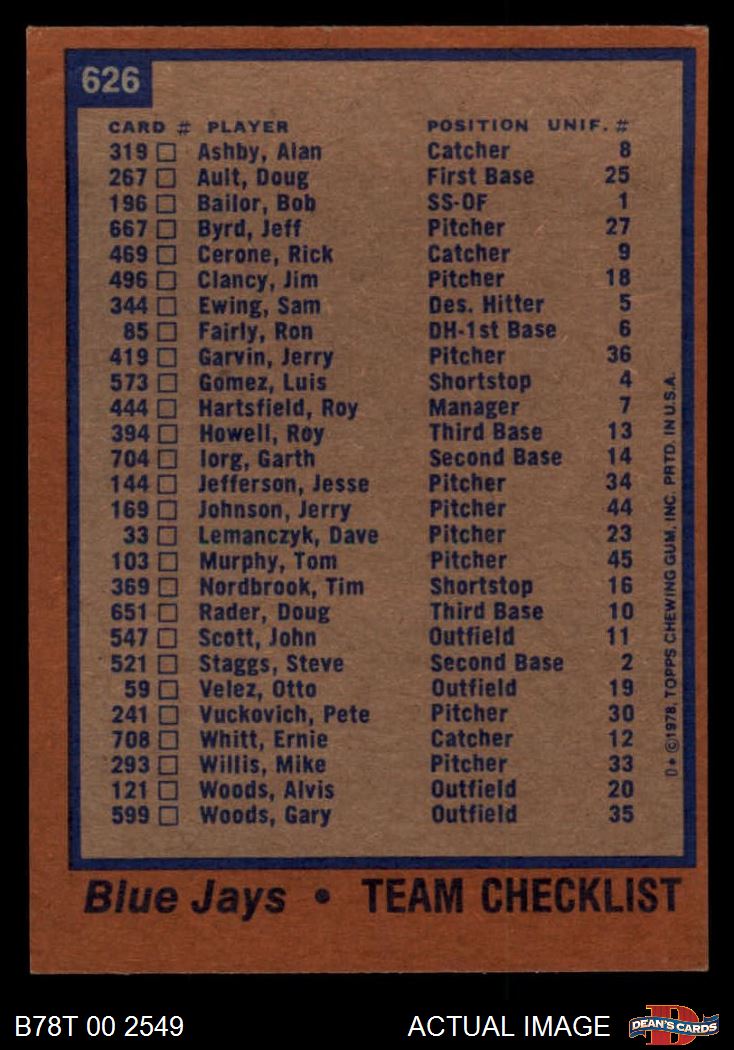 626
CARD # PLAYER POSITION UNIF. #
319 □ Ashby, Alan Catcher 8
267 □ Ault, Doug First Base 25
196 □ Bailor, Bob SS-OF 1
667 □ Byrd, Jeff Pitcher 27
469 □ Cerone, Rick Catcher 9
496 □ Clancy, Jim Pitcher 18
344 □ Ewing, Sam Des. Hitter 5
85 □ Fairly, Ron DH-1st Base 6
419 □ Garvin, Jerry Pitcher 36
573 □ Gomez, Luis Shortstop 4
444 □ Hartsfield, Roy Manager 7
394 □ Howell, Roy Third Base 13
704 □ Iorg, Garth Second Base 14
144 □ Jefferson, Jesse Pitcher 34
169 □ Johnson, Jerry Pitcher 44
33 □ Lemanczyk, Dave Pitcher 23
103 □ Murphy, Tom Pitcher 45
369 □ Nordbrook, Tim Shortstop 16
651 □ Rader, Doug Third Base 10
547 □ Scott, John Outfield 11
521 □ Staggs, Steve Second Base 2
59 □ Velez, Otto Outfield 19
241 □ Vuckovich, Pete Pitcher 30
708 □ Whitt, Ernie Catcher 12
293 □ Willis, Mike Pitcher 33
121 □ Woods, Alvis Outfield 20
599 □ Woods, Gary Outfield 35
D* ©1978, TOPPS CHEWING GUM, INC. PRTD. IN U.S.A.
Blue Jays • TEAM CHECKLIST
B78T 00 2549 ACTUAL IMAGE
DEAN'S CARDS